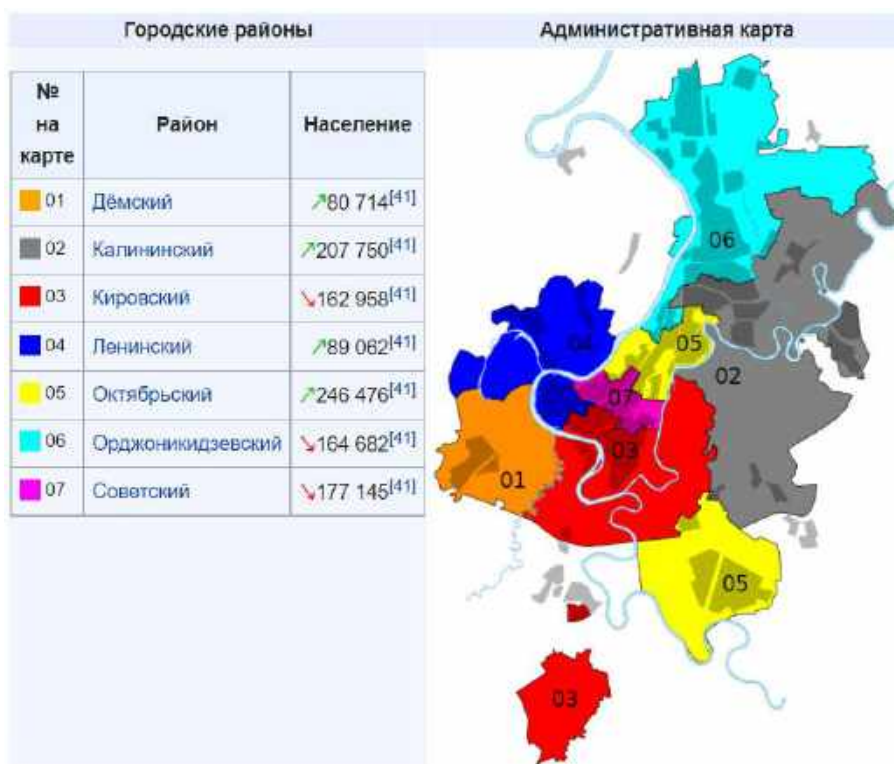 Городские районы
Административная карта
№ на карте
Район
Население
01 Дёмский ↗80 714[41]
02 Калининский ↗207 750[41]
03 Кировский ↘162 958[41]
04 Ленинский ↗89 062[41]
05 Октябрьский ↗246 476[41]
06 Орджоникидзевский ↘164 682[41]
07 Советский ↘177 145[41]
06
04
05
02
07
03
01
05
03